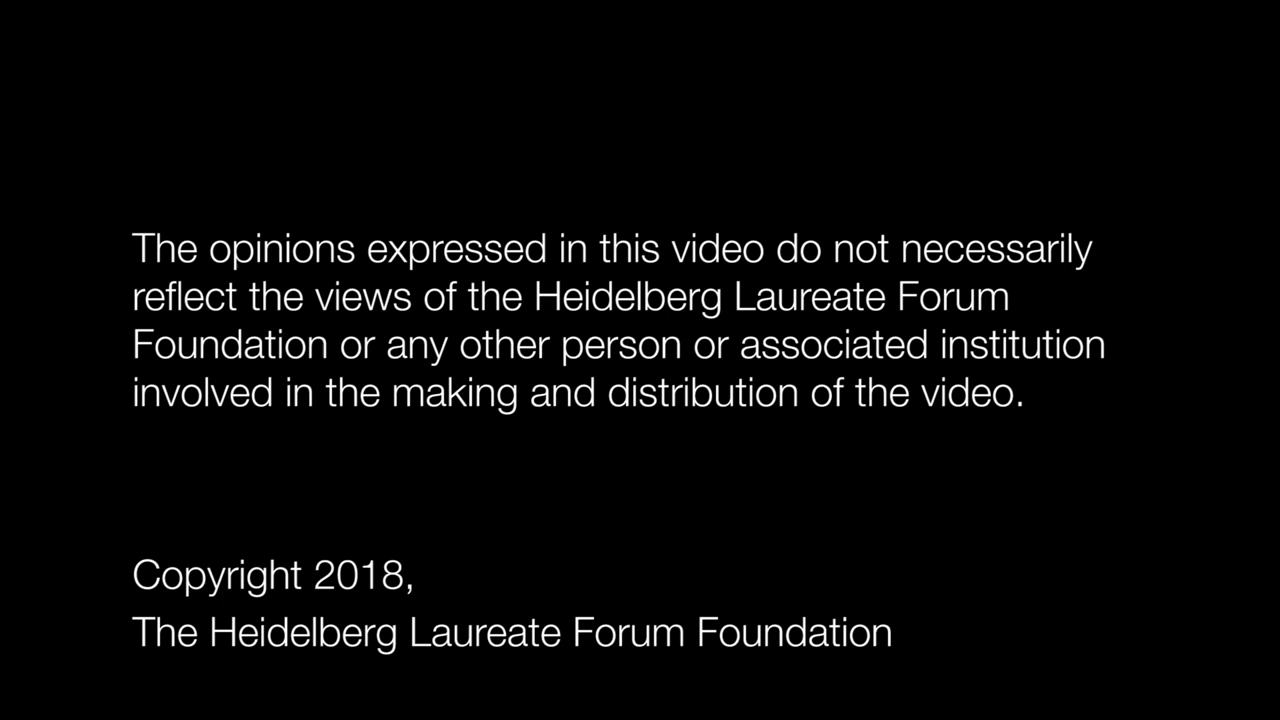 The opinions expressed in this video do not necessarily
reflect the views of the Heidelberg Laureate Forum
Foundation or any other person or associated institution
involved in the making and distribution of the video.
Copyright 2018,
The Heidelberg Laureate Forum Foundation